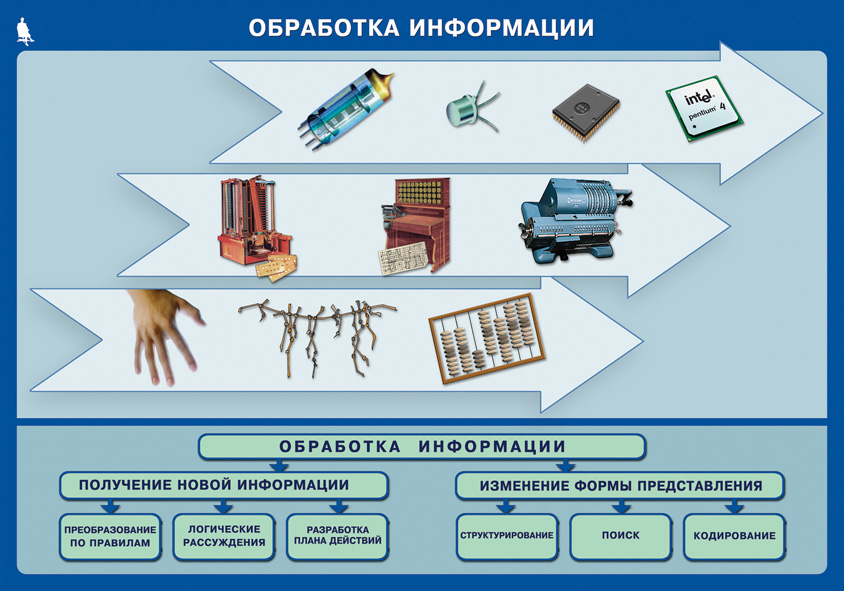 ОБРАБОТКА ИНФОРМАЦИИ
intel
pentium 4
ОБРАБОТКА ИНФОРМАЦИИ
ПОЛУЧЕНИЕ НОВОЙ ИНФОРМАЦИИ
ИЗМЕНЕНИЕ ФОРМЫ ПРЕДСТАВЛЕНИЯ
ПРЕОБРАЗОВАНИЕ
ПО ПРАВИЛАМ
ЛОГИЧЕСКИЕ
РАССУЖДЕНИЯ
РАЗРАБОТКА
ПЛАНА ДЕЙСТВИЙ
СТРУКТУРИРОВАНИЕ
ПОИСК
КОДИРОВАНИЕ